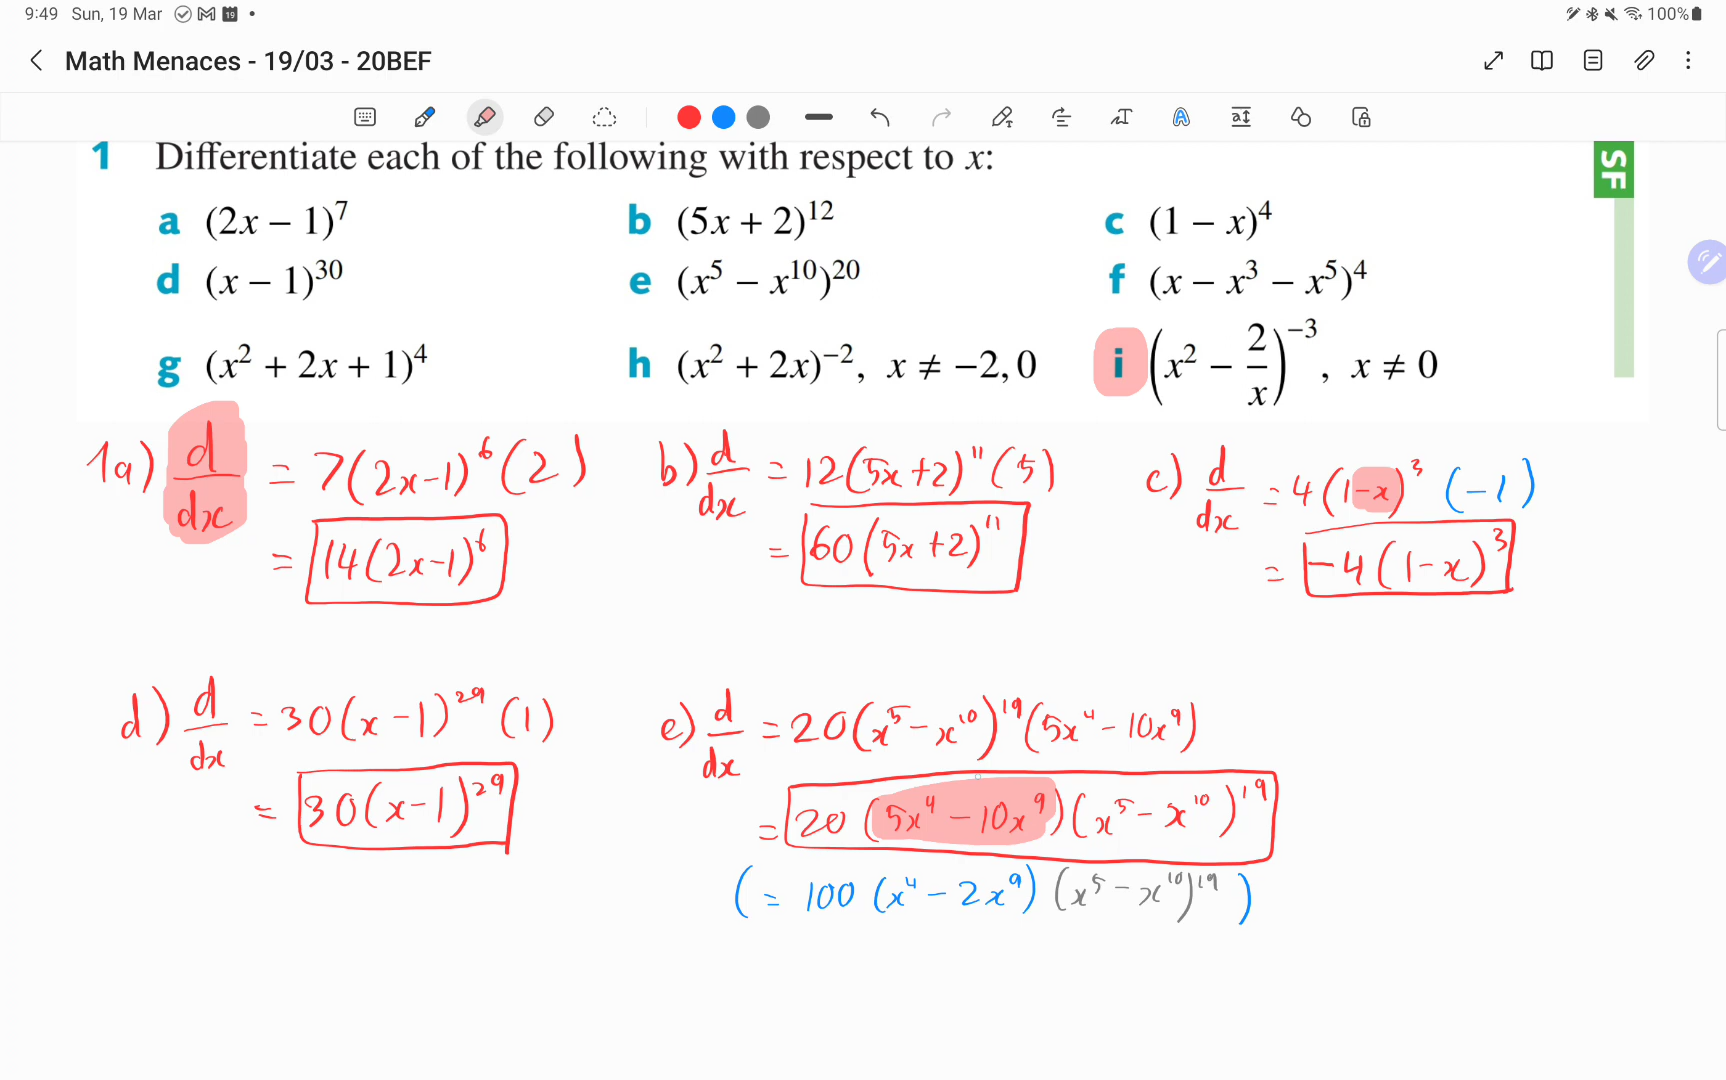 9:49 Sun, 19 Mar 19 100%
Math Menaces - 19/03 - 20BEF
1 Differentiate each of the following with respect to x:
SF
a (2x − 1)^7 b (5x + 2)^12 c (1 − x)^4
d (x − 1)^30 e (x^5 − x^10)^20 f (x − x^3 − x^5)^4
g (x^2 + 2x + 1)^4 h (x^2 + 2x)^−2, x ≠ −2, 0 i (x^2 − 2/x)^−3, x ≠ 0
1a) d/dx = 7(2x-1)^6 (2) b) d/dx = 12(5x+2)^11 (5) c) d/dx = 4(1-x)^3 (-1)
= 14(2x-1)^6 = 60(5x+2)^11 = -4(1-x)^3
d) d/dx = 30(x-1)^29 (1) e) d/dx = 20(x^5 - x^10)^19 (5x^4 - 10x^9)
= 30(x-1)^29 = 20(5x^4 - 10x^9)(x^5 - x^10)^19
( = 100 (x^4 - 2x^9) (x^5 - x^10)^19 )